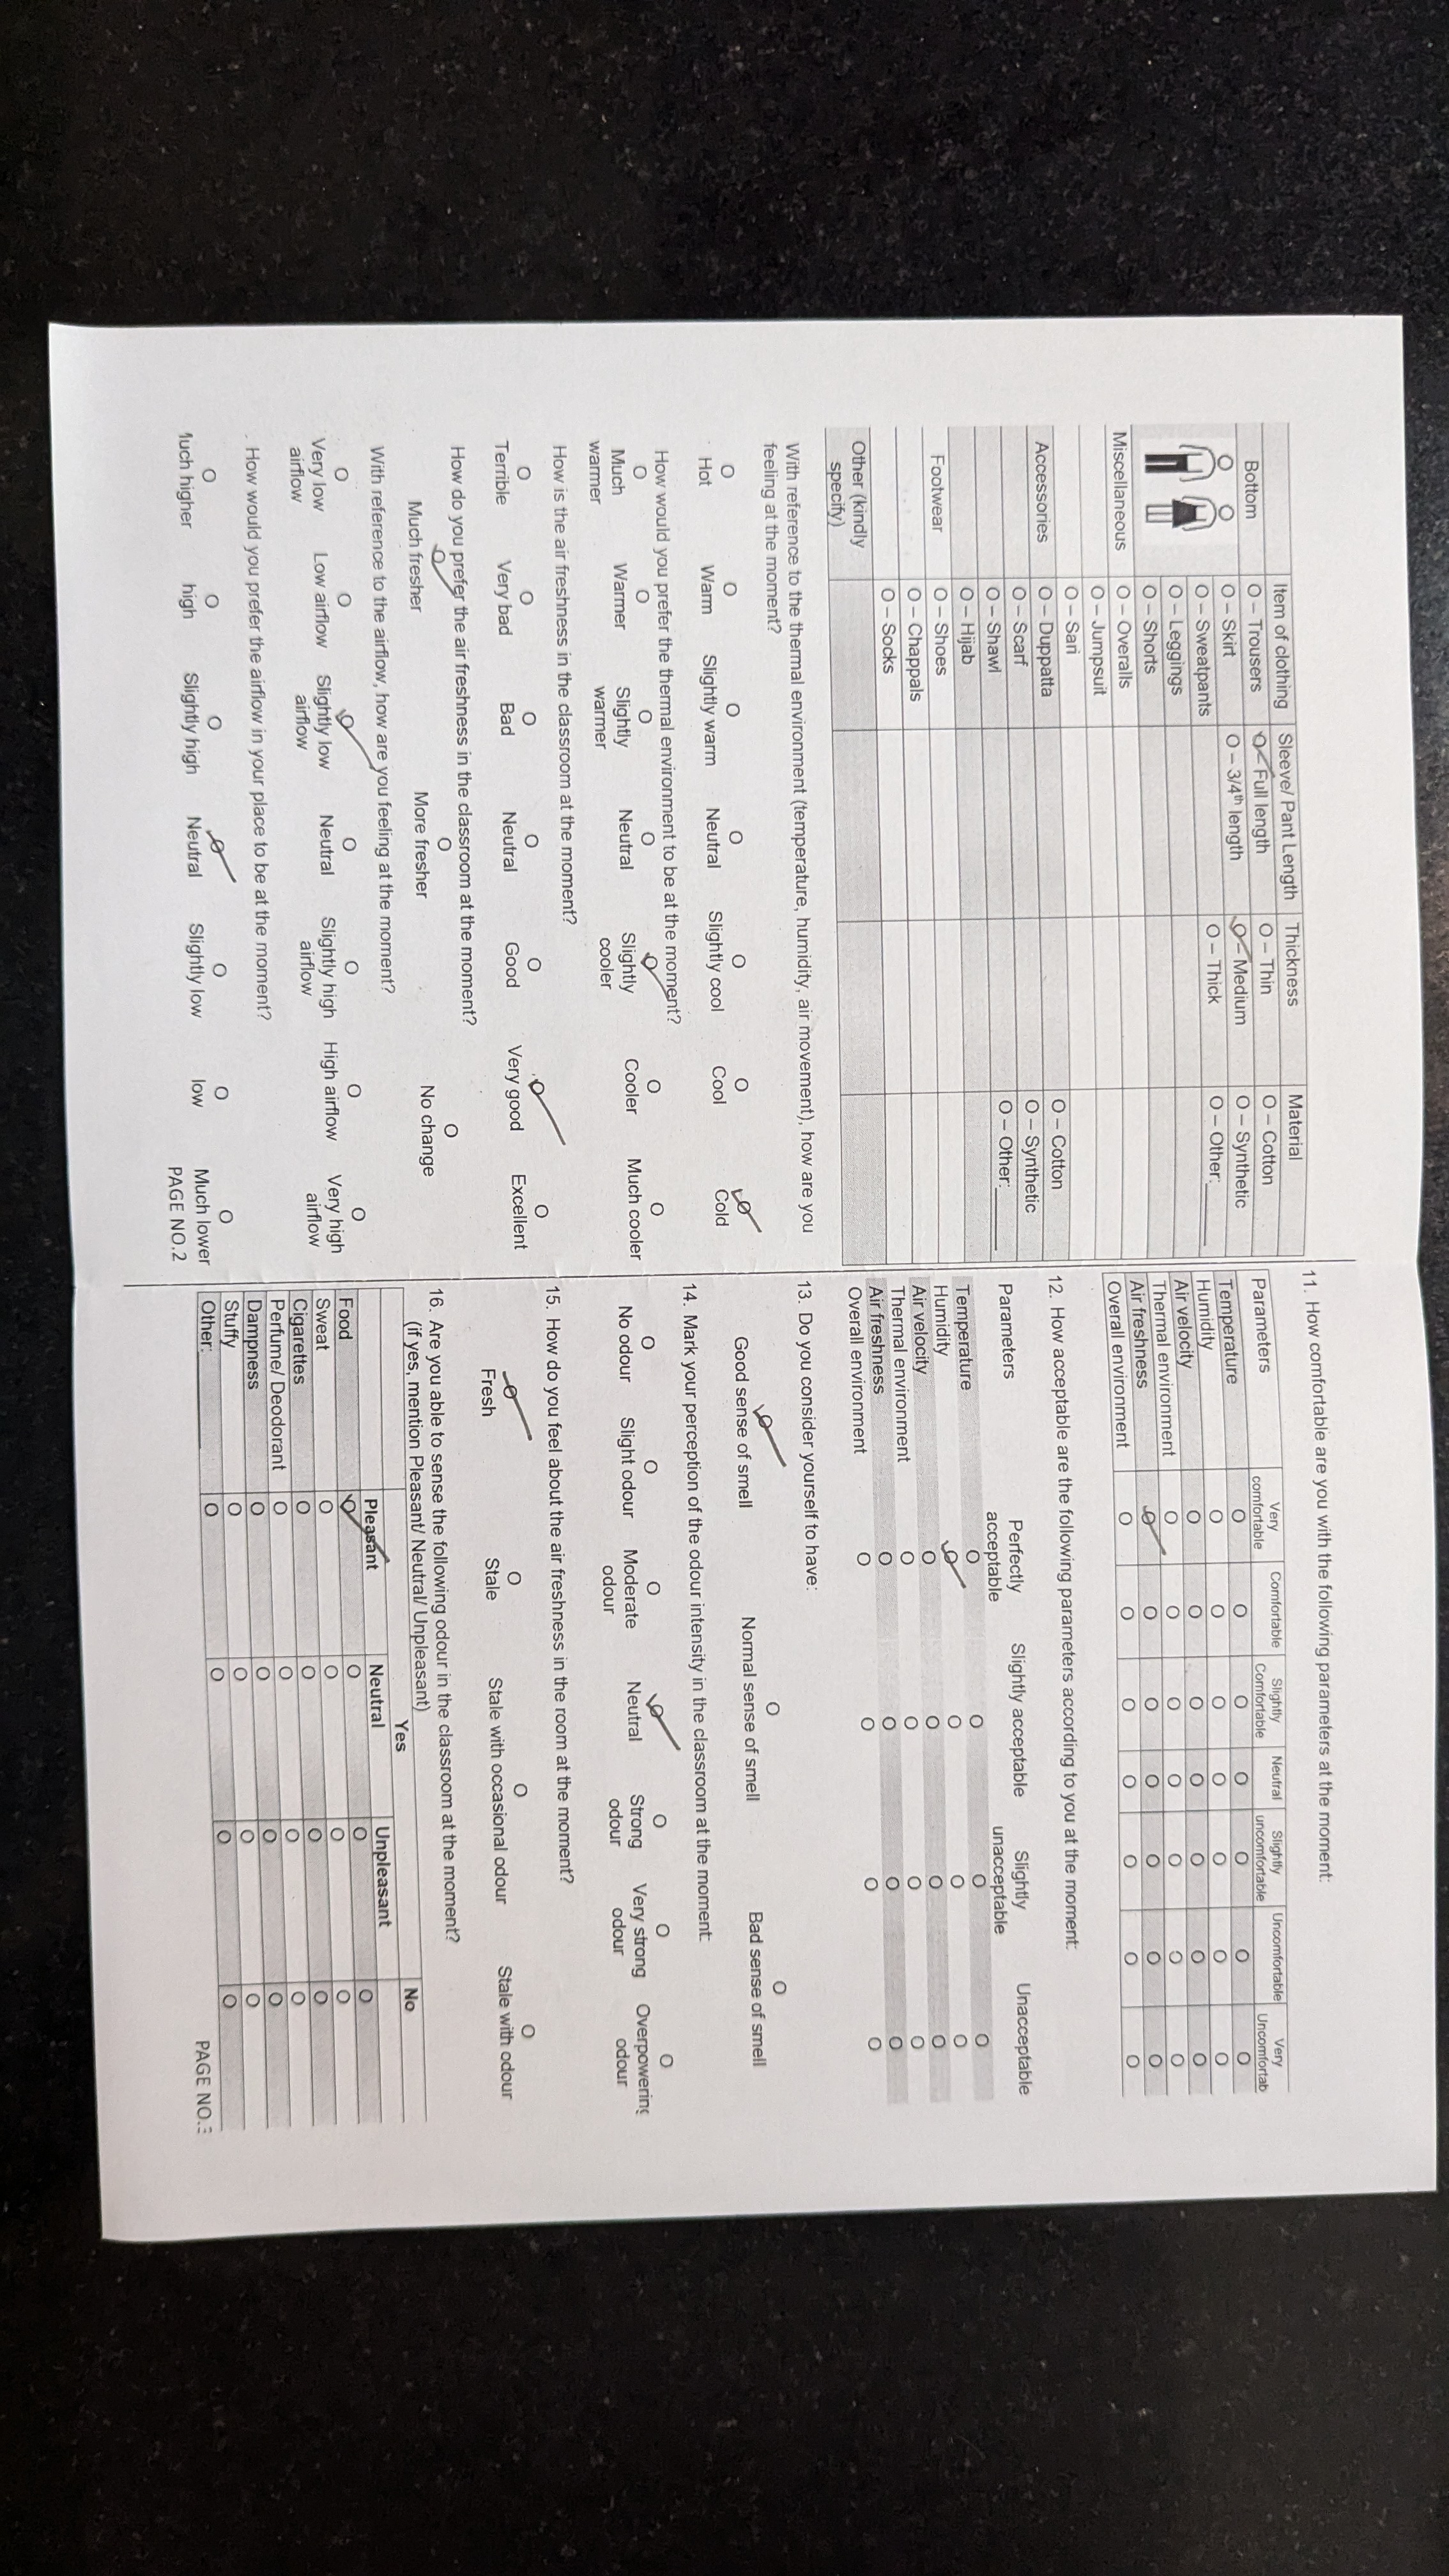 Item of clothing Sleeve/ Pant Length Thickness Material
Bottom O – Trousers O – Full length O – Thin O – Cotton
O – Skirt O – 3/4th length O – Medium O – Synthetic
O – Sweatpants O – Thick O – Other:____
O – Leggings
O – Shorts
Miscellaneous O – Overalls
O – Jumpsuit
O – Sari
Accessories O – Duppatta O – Cotton
O – Scarf O – Synthetic
O – Shawl O – Other:____
O – Hijab
Footwear O – Shoes
O – Chappals
O – Socks
Other (kindly
specify)
With reference to the thermal environment (temperature, humidity, air movement), how are you
feeling at the moment?
O O O O O O O
Hot Warm Slightly warm Neutral Slightly cool Cool Cold
How would you prefer the thermal environment to be at the moment?
O O O O O O O
Much Warmer Slightly Neutral Slightly Cooler Much cooler
warmer warmer cooler
How is the air freshness in the classroom at the moment?
O O O O O O O
Terrible Very bad Bad Neutral Good Very good Excellent
How do you prefer the air freshness in the classroom at the moment?
O O O
Much fresher More fresher No change
With reference to the airflow, how are you feeling at the moment?
O O O O O O O
Very low Low airflow Slightly low Neutral Slightly high High airflow Very high
airflow airflow airflow airflow
How would you prefer the airflow in your place to be at the moment?
O O O O O O O
high Slightly high Neutral Slightly low low Much lower
PAGE NO.2
11. How comfortable are you with the following parameters at the moment:
Parameters Very Comfortable Slightly Neutral Slightly Uncomfortable Very
comfortable Comfortable uncomfortable Uncomfortab
Temperature O O O O O O O
Humidity O O O O O O O
Air velocity O O O O O O O
Thermal environment O O O O O O O
Air freshness O O O O O O O
Overall environment O O O O O O O
12. How acceptable are the following parameters according to you at the moment:
Parameters Perfectly Slightly acceptable Slightly Unacceptable
acceptable unacceptable
Temperature O O O O
Humidity O O O O
Air velocity O O O O
Thermal environment O O O O
Air freshness O O O O
Overall environment O O O O
13. Do you consider yourself to have:
O O O
Good sense of smell Normal sense of smell Bad sense of smell
14. Mark your perception of the odour intensity in the classroom at the moment:
O O O O O O O
No odour Slight odour Moderate Neutral Strong Very strong Overpowering
odour odour odour odour
15. How do you feel about the air freshness in the room at the moment?
O O O O
Fresh Stale Stale with occasional odour Stale with odour
16. Are you able to sense the following odour in the classroom at the moment?
(if yes, mention Pleasant/ Neutral/ Unpleasant)
Yes No
Pleasant Neutral Unpleasant
Food O O O O
Sweat O O O O
Cigarettes O O O O
Perfume/ Deodorant O O O O
Dampness O O O O
Stuffy O O O O
Other: O O O O
PAGE NO.